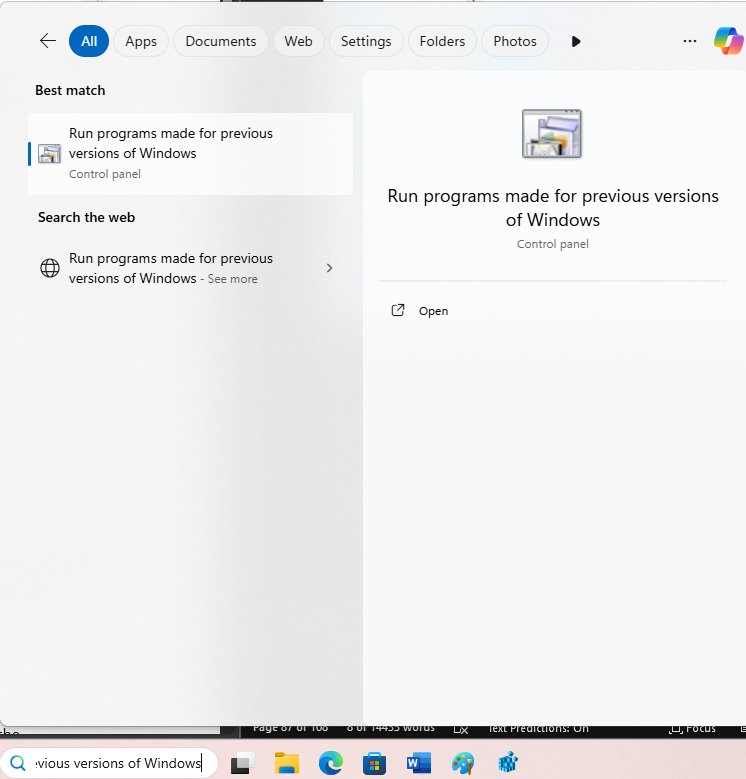 All
Apps
Documents
Web
Settings
Folders
Photos
Best match
Run programs made for previous
versions of Windows
Control panel
Search the web
Run programs made for previous
versions of Windows - See more
Run programs made for previous versions
of Windows
Control panel
Open
Page 87 of 108
8 of 14433 words
Text Predictions: On
Focus
vious versions of Windows